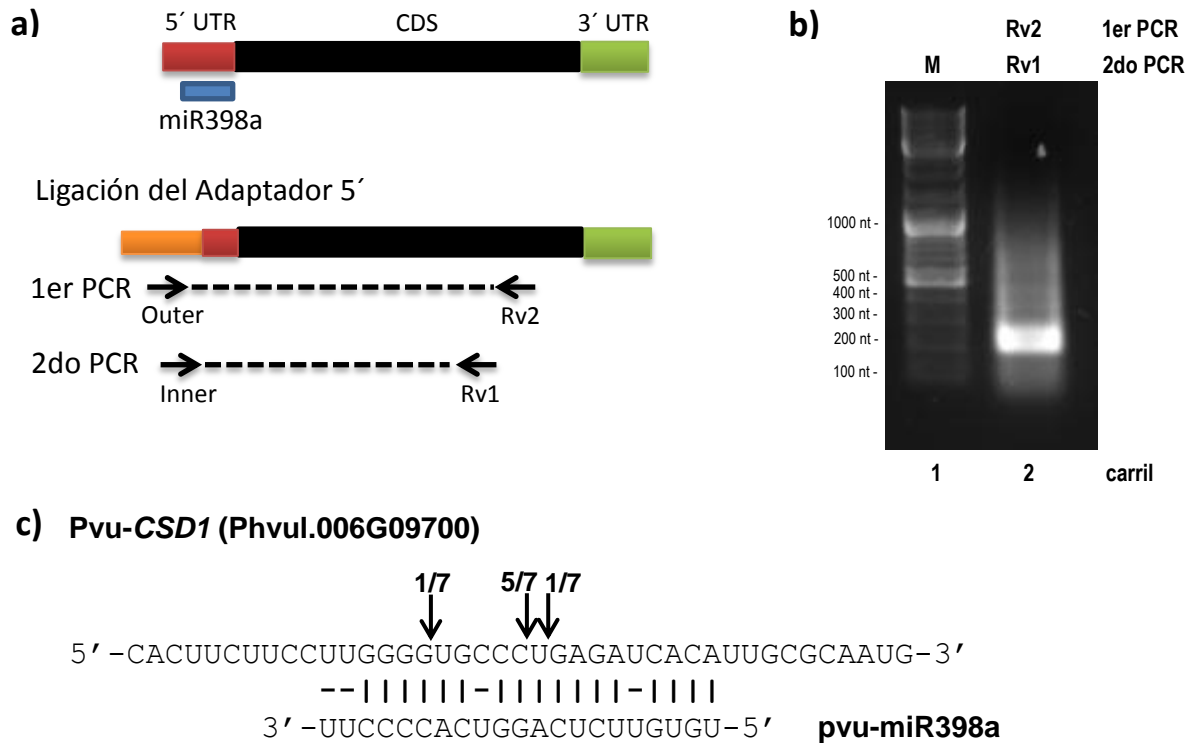 a)
5´ UTR CDS 3´ UTR
miR398a
Ligación del Adaptador 5´
1er PCR
Outer Rv2
2do PCR
Inner Rv1
b)
Rv2 1er PCR
M Rv1 2do PCR
1000 nt -
500 nt -
400 nt -
300 nt -
200 nt -
100 nt -
1 2 carril
c) Pvu-CSD1 (Phvul.006G09700)
1/7 5/7 1/7
5’-CACUUCUUCCUUGGGGUGCCCUGAGAUCACAUUGCGCAAUG-3’
--||||||-|||||||-||||
3’-UUCCCCACUGGACUCUUGUGU-5’ pvu-miR398a